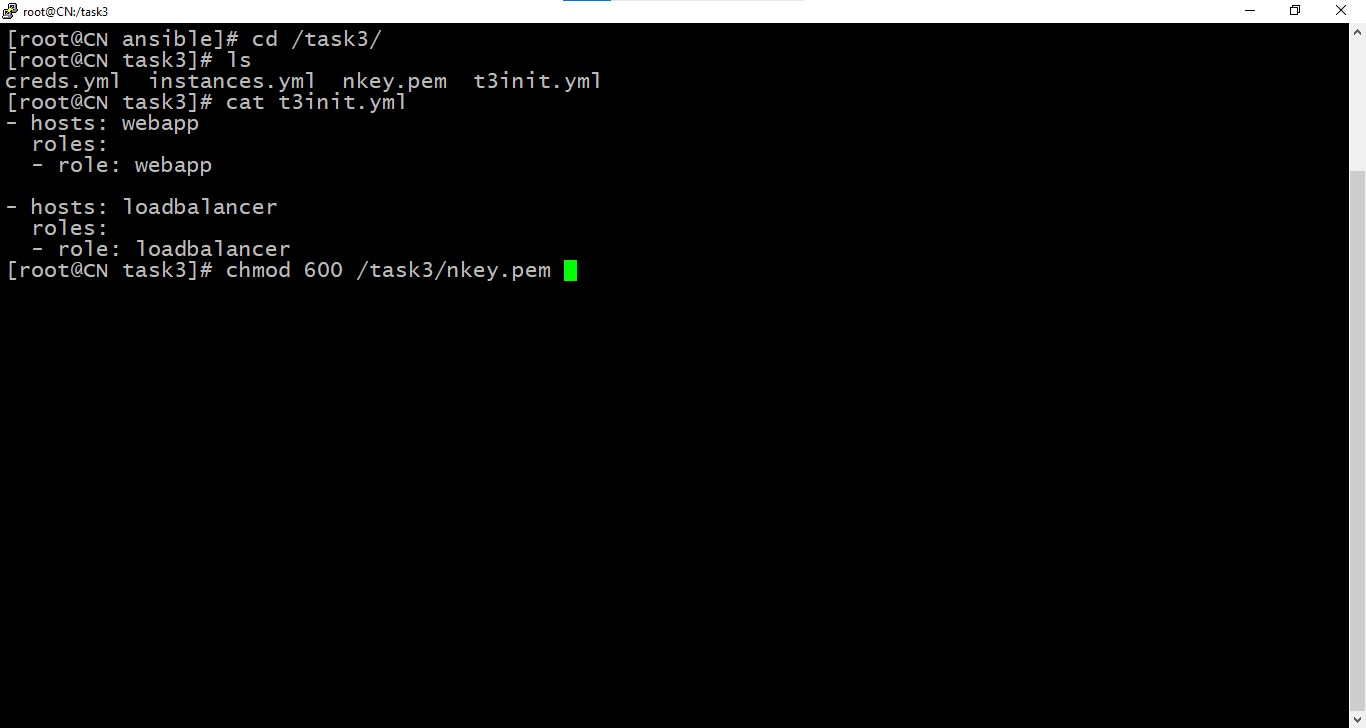 root@CN:/task3
[root@CN ansible]# cd /task3/
[root@CN task3]# ls
creds.yml  instances.yml  nkey.pem  t3init.yml
[root@CN task3]# cat t3init.yml
- hosts: webapp
  roles:
  - role: webapp
- hosts: loadbalancer
  roles:
  - role: loadbalancer
[root@CN task3]# chmod 600 /task3/nkey.pem